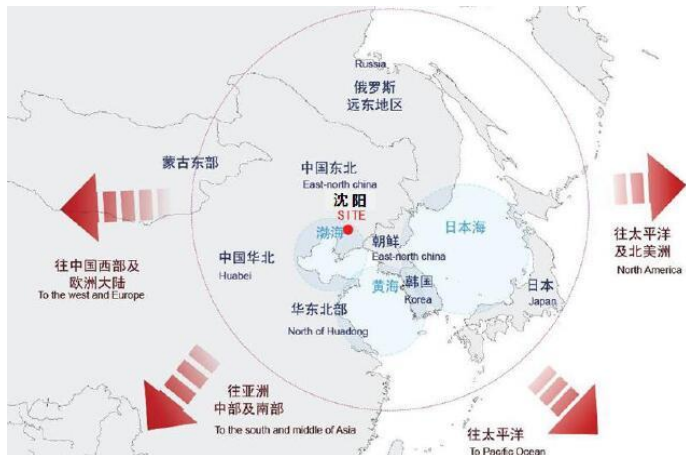 Russia
俄罗斯
远东地区
蒙古东部
中国东北
East-north china
沈阳
SITE
渤海
朝鲜
East-north china
日本海
往太平洋
及北美洲
North America
中国华北
Huabei
往中国西部及
欧洲大陆
To the west and Europe
黄海
韩国
Korea
日本
Japan
华东北部
North of Huadong
往亚洲
中部及南部
To the south and middle of Asia
往太平洋
To Pacific Ocean